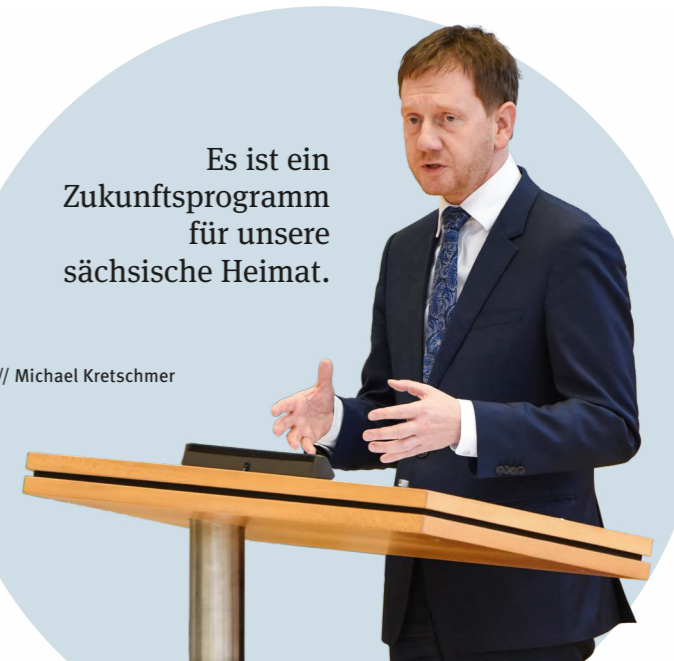 Es ist ein
Zukunftsprogramm
für unsere
sächsische Heimat.
// Michael Kretschmer